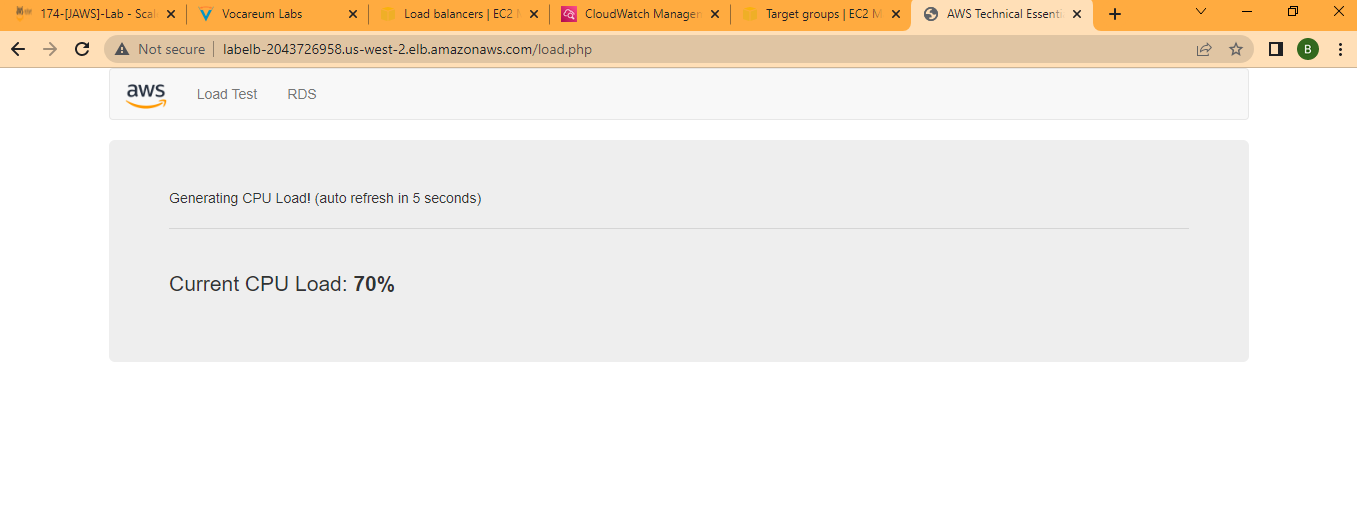 174-[JAWS]-Lab - Scal
Vocareum Labs
Load balancers | EC2 M
CloudWatch Managem
Target groups | EC2 M
AWS Technical Essenti
Not secure
labelb-2043726958.us-west-2.elb.amazonaws.com/load.php
B
aws
Load Test
RDS
Generating CPU Load! (auto refresh in 5 seconds)
Current CPU Load: 70%